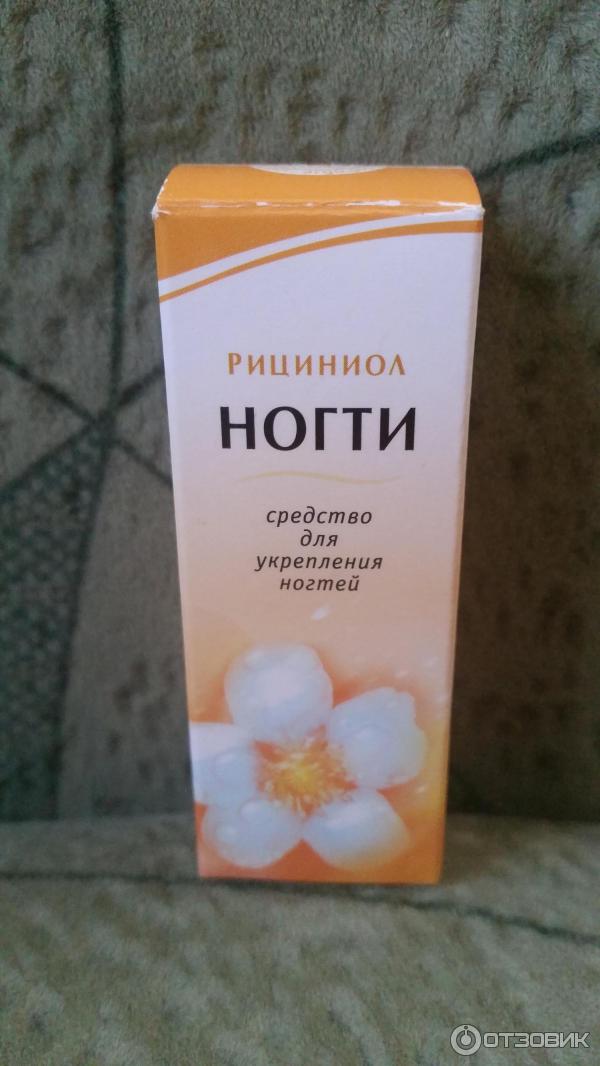 РИЦИНИОЛ
НОГТИ
средство
для
укрепления
ногтей
ОТЗОВИК